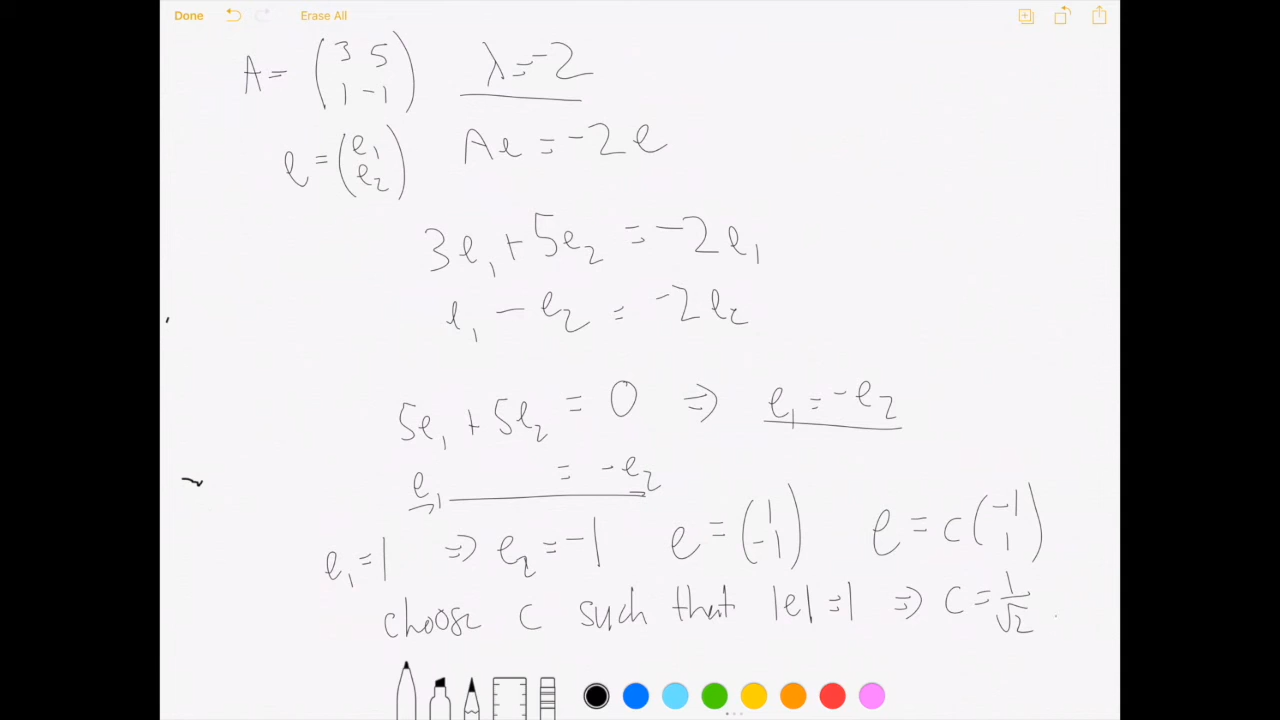 Done Erase All
A = (3 5 1 -1) λ = -2
e = (e₁ e₂) Ae = -2e
3e₁ + 5e₂ = -2e₁
e₁ - e₂ = -2e₂
5e₁ + 5e₂ = 0 ⇒ e₁ = -e₂
e₁ = -e₂
e₁ = 1 ⇒ e₂ = -1 e = (1 -1) e = c(-1 1)
choose c such that |e| = 1 ⇒ c = 1/√2